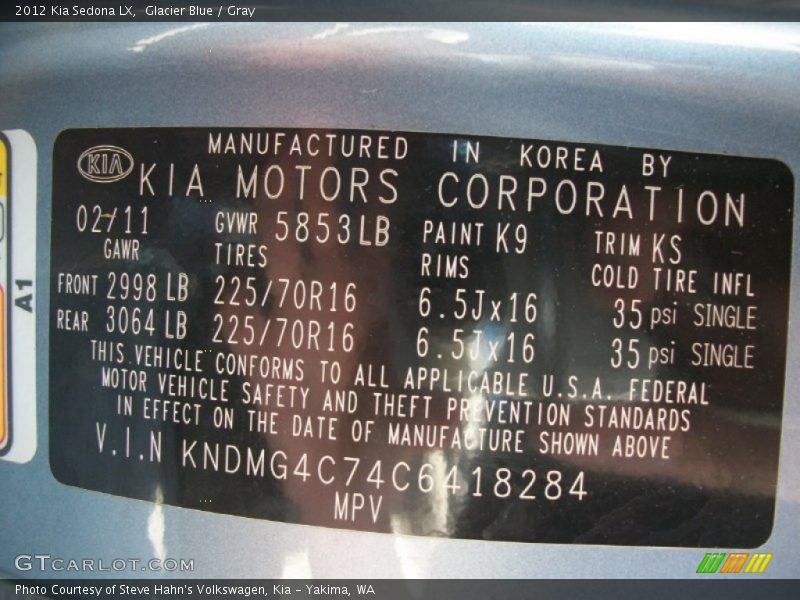 2012 Kia Sedona LX, Glacier Blue / Gray
MANUFACTURED IN KOREA BY
KIA KIA MOTORS CORPORATION
02/11 GVWR 5853LB PAINT K9 TRIM KS
GAWR TIRES RIMS COLD TIRE INFL
FRONT 2998 LB 225/70R16 6.5Jx16 35 psi SINGLE
REAR 3064 LB 225/70R16 6.5Jx16 35 psi SINGLE
THIS VEHICLE CONFORMS TO ALL APPLICABLE U.S.A. FEDERAL
MOTOR VEHICLE SAFETY AND THEFT PREVENTION STANDARDS
IN EFFECT ON THE DATE OF MANUFACTURE SHOWN ABOVE
V.I.N KNDMG4C74C6418284
MPV
A1
GTCARLOT.COM
Photo Courtesy of Steve Hahn's Volkswagen, Kia - Yakima, WA